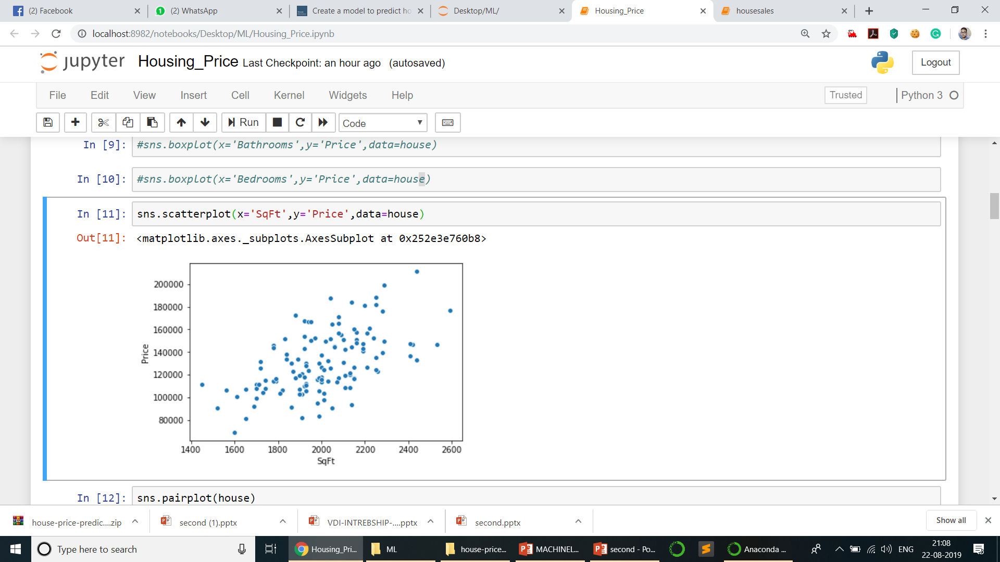 (2) Facebook
1
(2) WhatsApp
Create a model to predict ho
Desktop/ML/
Housing_Price
housesales
localhost:8982/notebooks/Desktop/ML/Housing_Price.ipynb
jupyter Housing_Price Last Checkpoint: an hour ago (autosaved)
Logout
File Edit View Insert Cell Kernel Widgets Help
Trusted
Python 3
Run
Code
In [9]: #sns.boxplot(x='Bathrooms',y='Price',data=house)
In [10]: #sns.boxplot(x='Bedrooms',y='Price',data=house)
In [11]: sns.scatterplot(x='SqFt',y='Price',data=house)
Out[11]: <matplotlib.axes._subplots.AxesSubplot at 0x252e3e760b8>
200000
180000
160000
140000
120000
100000
80000
Price
1400 1600 1800 2000 2200 2400 2600
SqFt
In [12]: sns.pairplot(house)
house-price-predic....zip
second (1).pptx
VDI-INTREBSHIP-....pptx
second.pptx
Show all
Type here to search
Housing_Pri...
ML
house-price...
MACHINEL...
second - Po...
Anaconda ...
ENG
21:08
22-08-2019